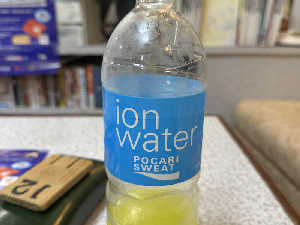 ion
water
POCARI
SWEAT
12